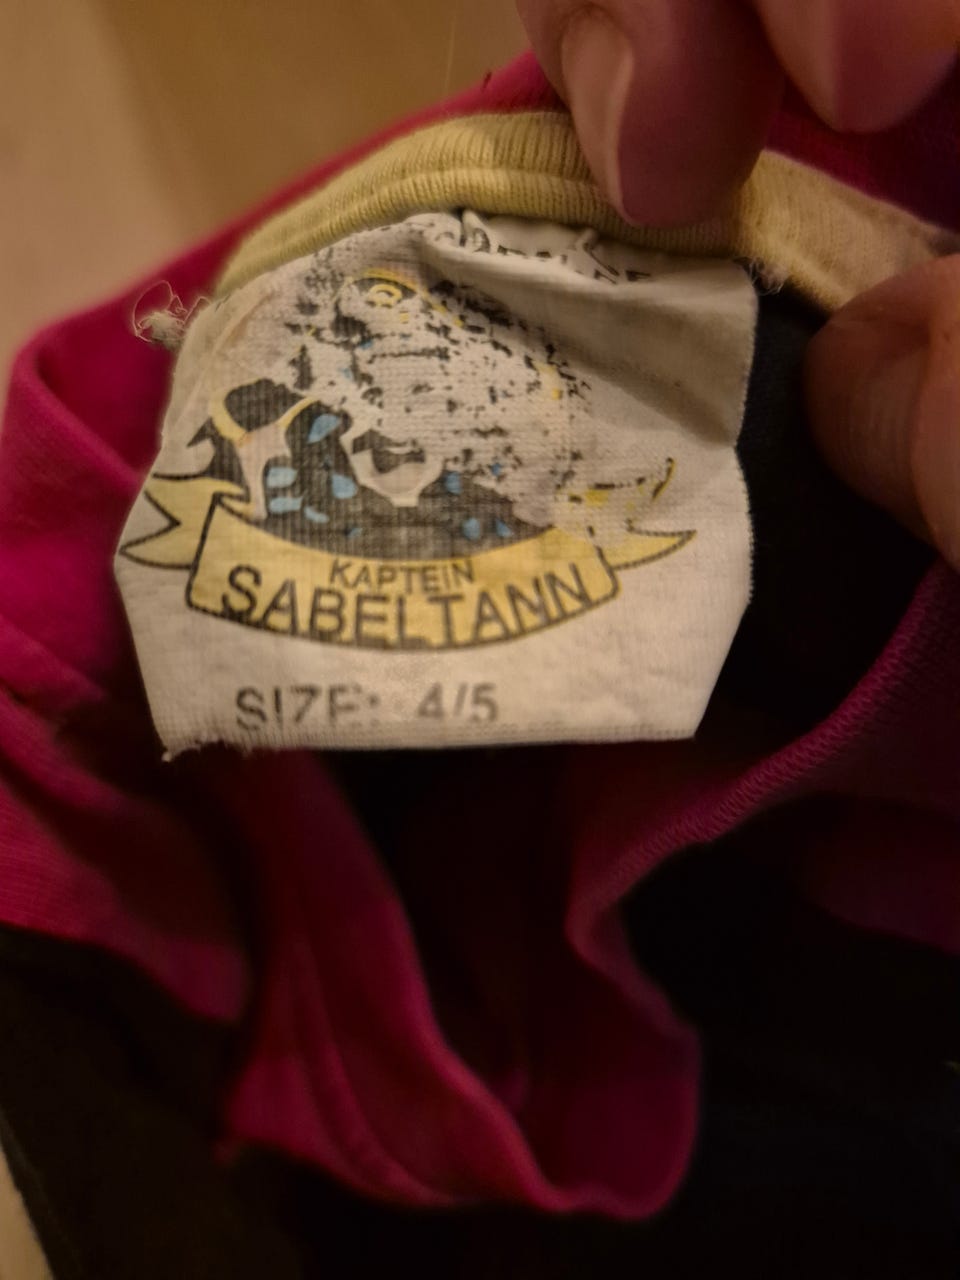 KAPTEIN
SABELTANN
SIZE: 4/5